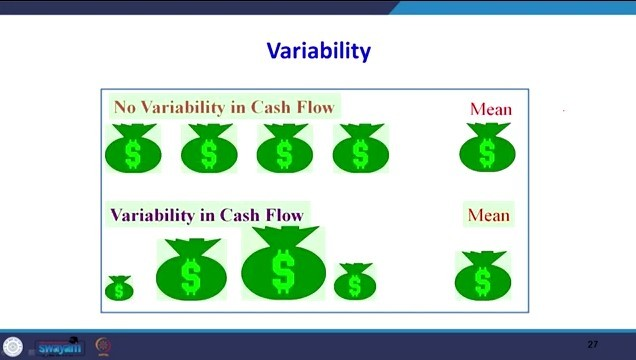 Variability
No Variability in Cash Flow
Mean
$ $ $ $ $
Variability in Cash Flow
Mean
$ $ $ $ $
swayam
27